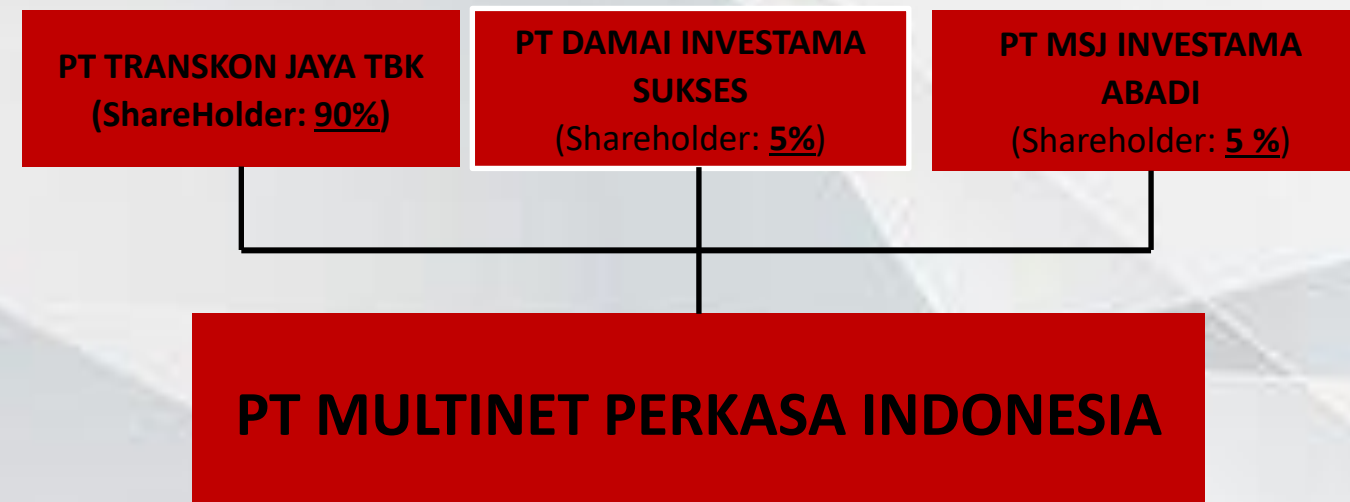 PT TRANSKON JAYA TBK
(ShareHolder: 90%)
PT DAMAI INVESTAMA
SUKSES
(Shareholder: 5%)
PT MSJ INVESTAMA
ABADI
(Shareholder: 5 %)
PT MULTINET PERKASA INDONESIA